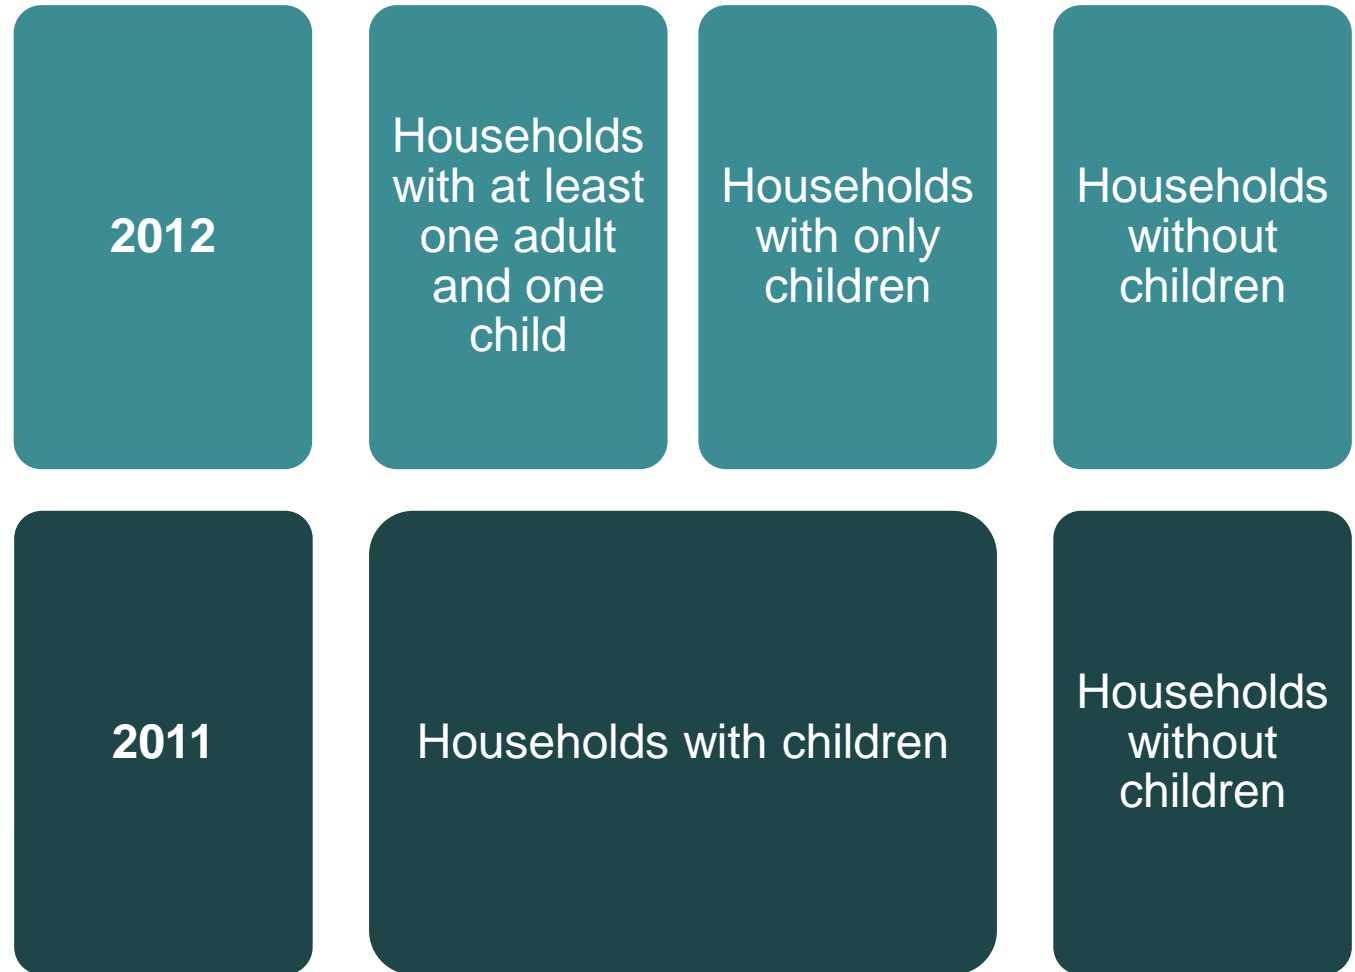 2012
Households
with at least
one adult
and one
child
Households
with only
children
Households
without
children
2011
Households with children
Households
without
children